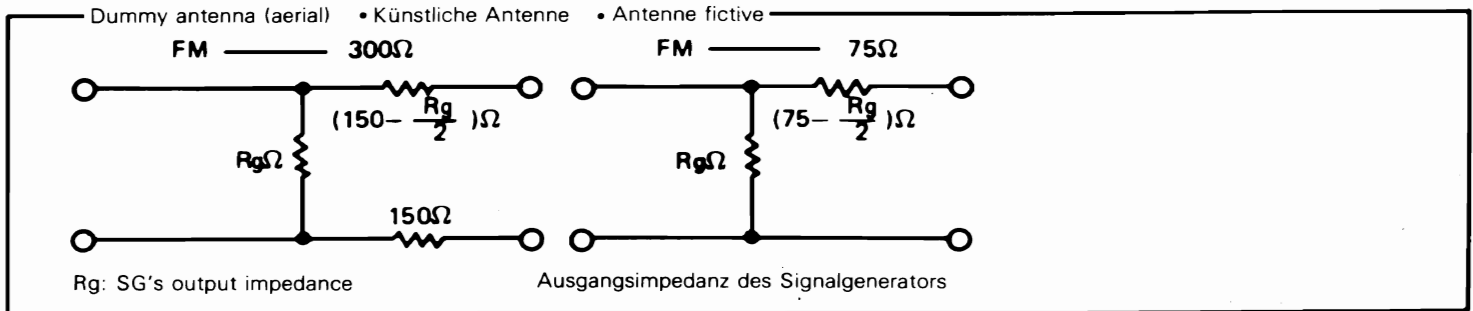 Dummy antenna (aerial) • Künstliche Antenne • Antenne fictive
FM 300Ω FM 75Ω
(150- Rg/2 )Ω (75- Rg/2 )Ω
RgΩ RgΩ
150Ω
Rg: SG's output impedance Ausgangsimpedanz des Signalgenerators